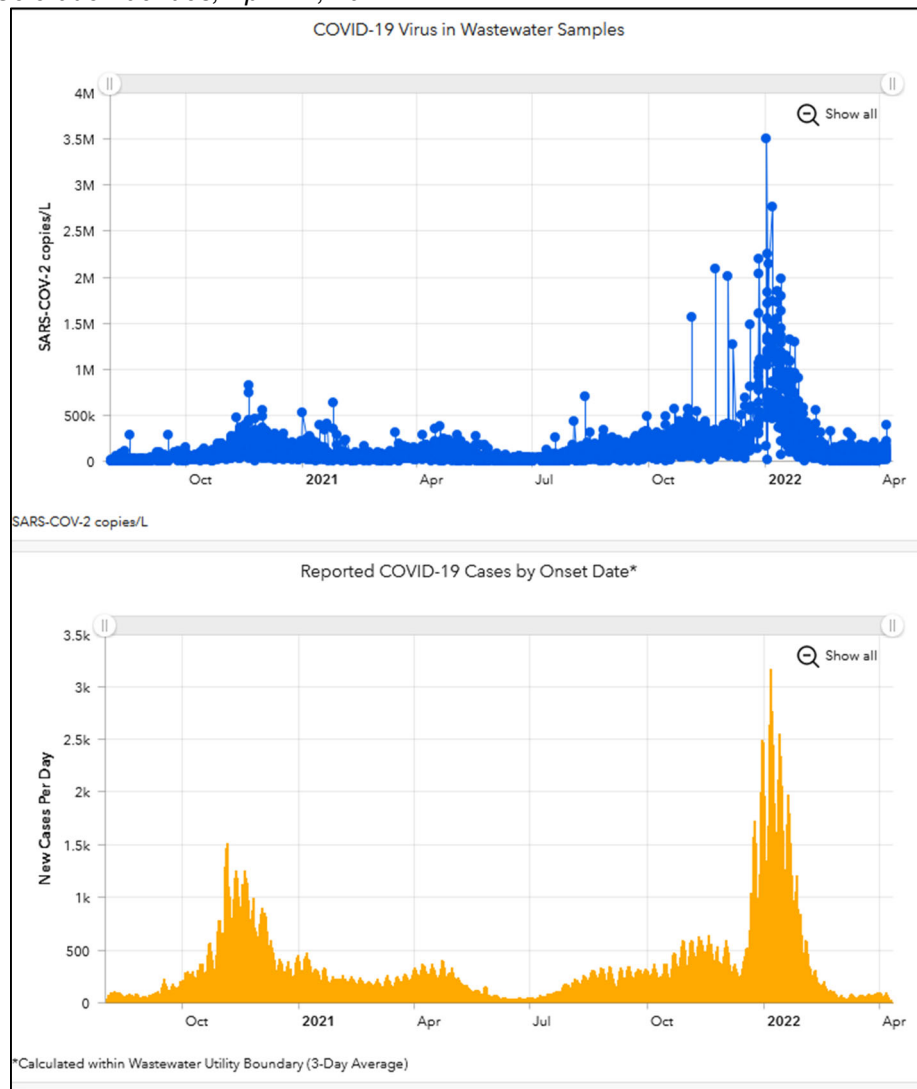 COVID-19 Virus in Wastewater Samples
4M
Show all
3.5M
3M
2.5M
2M
1.5M
1M
500k
0
SARS-COV-2 copies/L
Oct 2021 Apr Jul Oct 2022 Apr
SARS-COV-2 copies/L
Reported COVID-19 Cases by Onset Date*
3.5k
Show all
3k
2.5k
2k
1.5k
1k
500
0
New Cases Per Day
Oct 2021 Apr Jul Oct 2022 Apr
*Calculated within Wastewater Utility Boundary (3-Day Average)